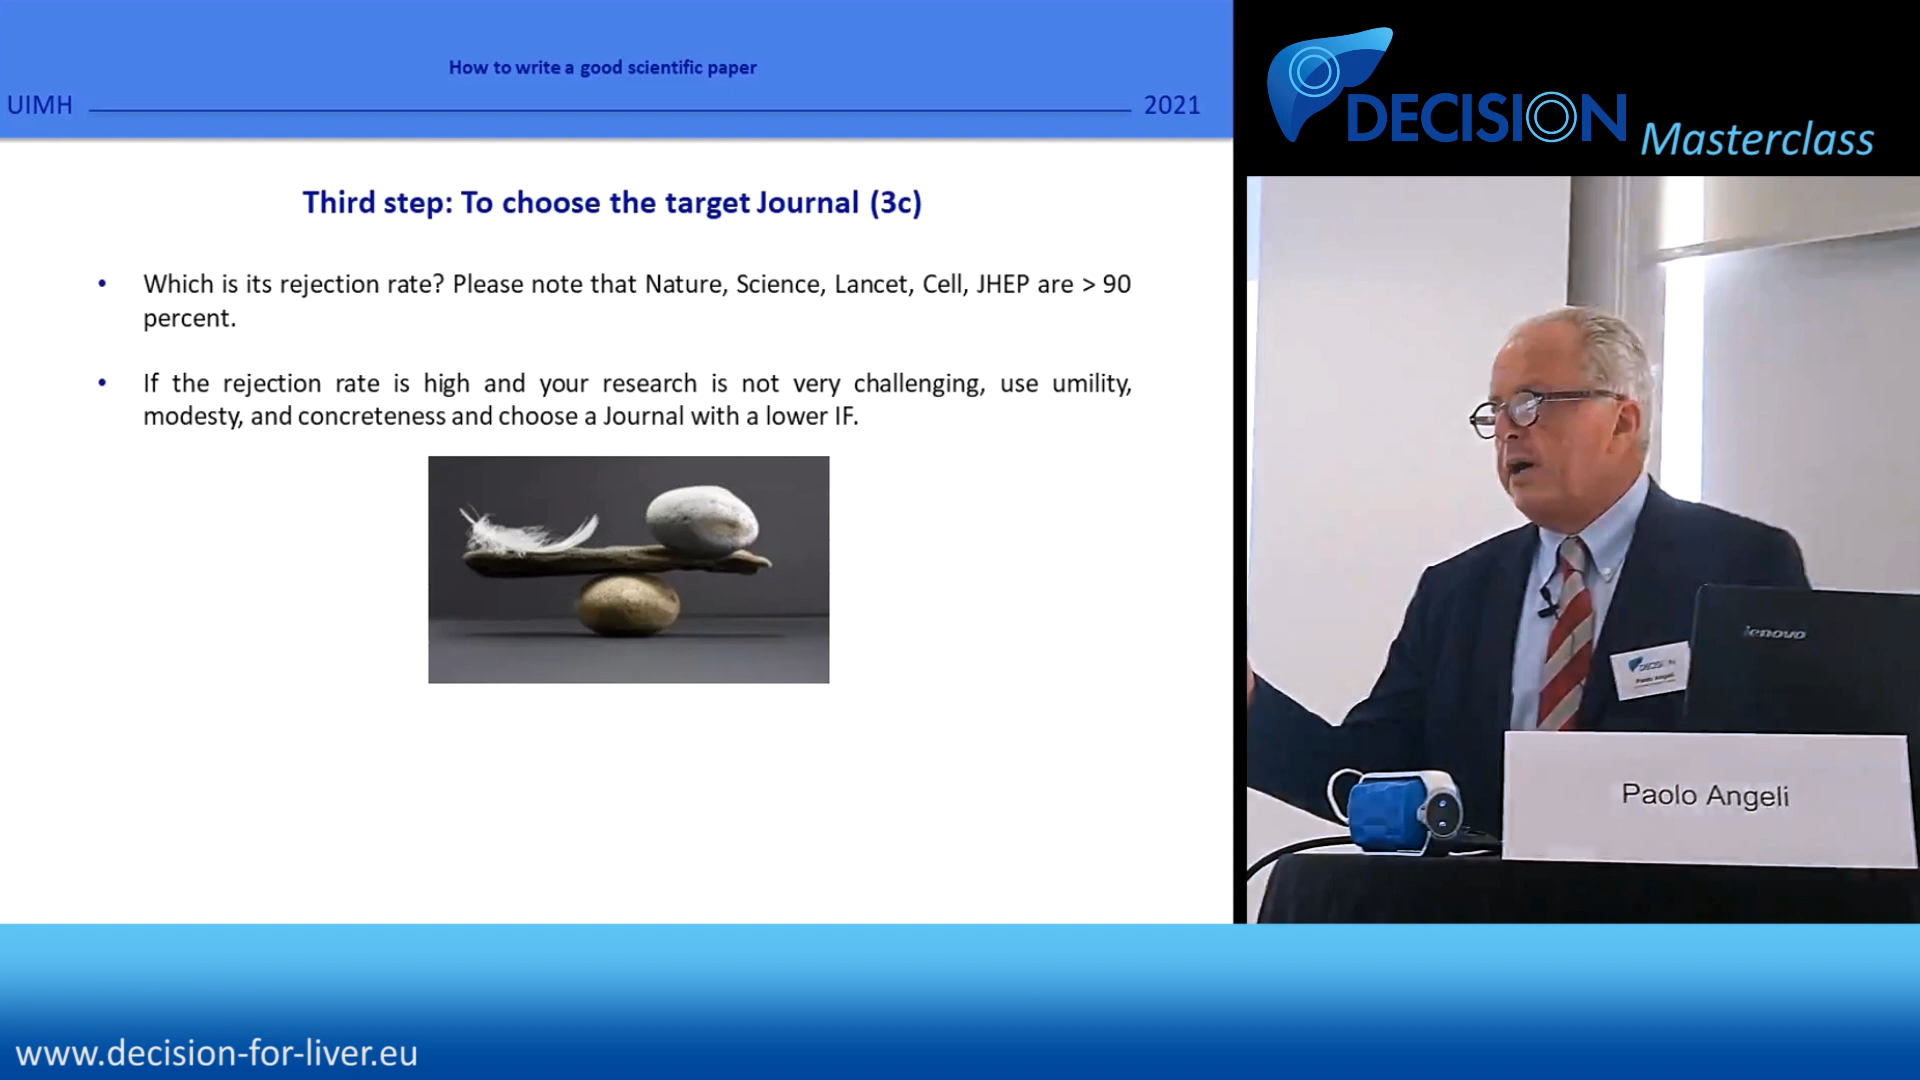 How to write a good scientific paper
UIMH
2021
Third step: To choose the target Journal (3c)
• Which is its rejection rate? Please note that Nature, Science, Lancet, Cell, JHEP are > 90
percent.
• If the rejection rate is high and your research is not very challenging, use umility,
modesty, and concreteness and choose a Journal with a lower IF.
DECISION
Masterclass
lenovo
DECISION
Paolo Angeli
Paolo Angeli
www.decision-for-liver.eu